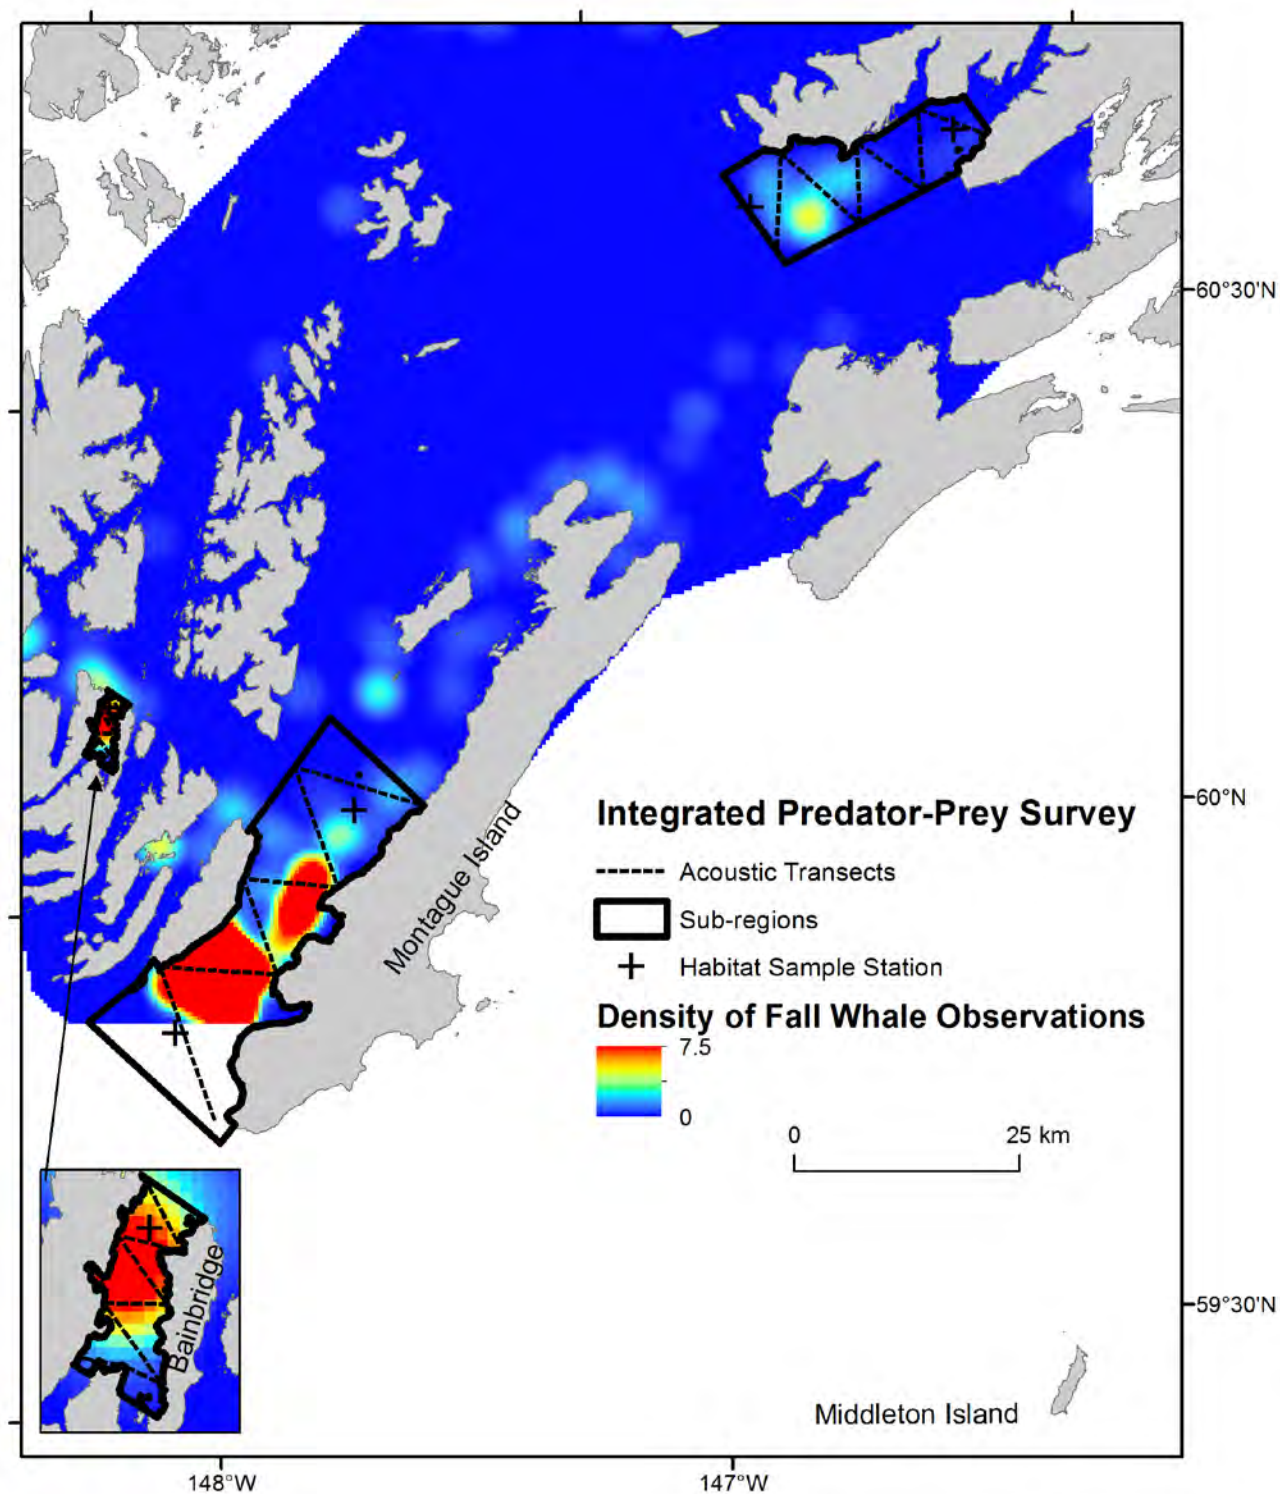 60°30'N
60°N
Montague Island
Integrated Predator-Prey Survey
Acoustic Transects
Sub-regions
Habitat Sample Station
Density of Fall Whale Observations
7.5
0
0
25 km
Bainbridge
59°30'N
Middleton Island
148°W
147°W